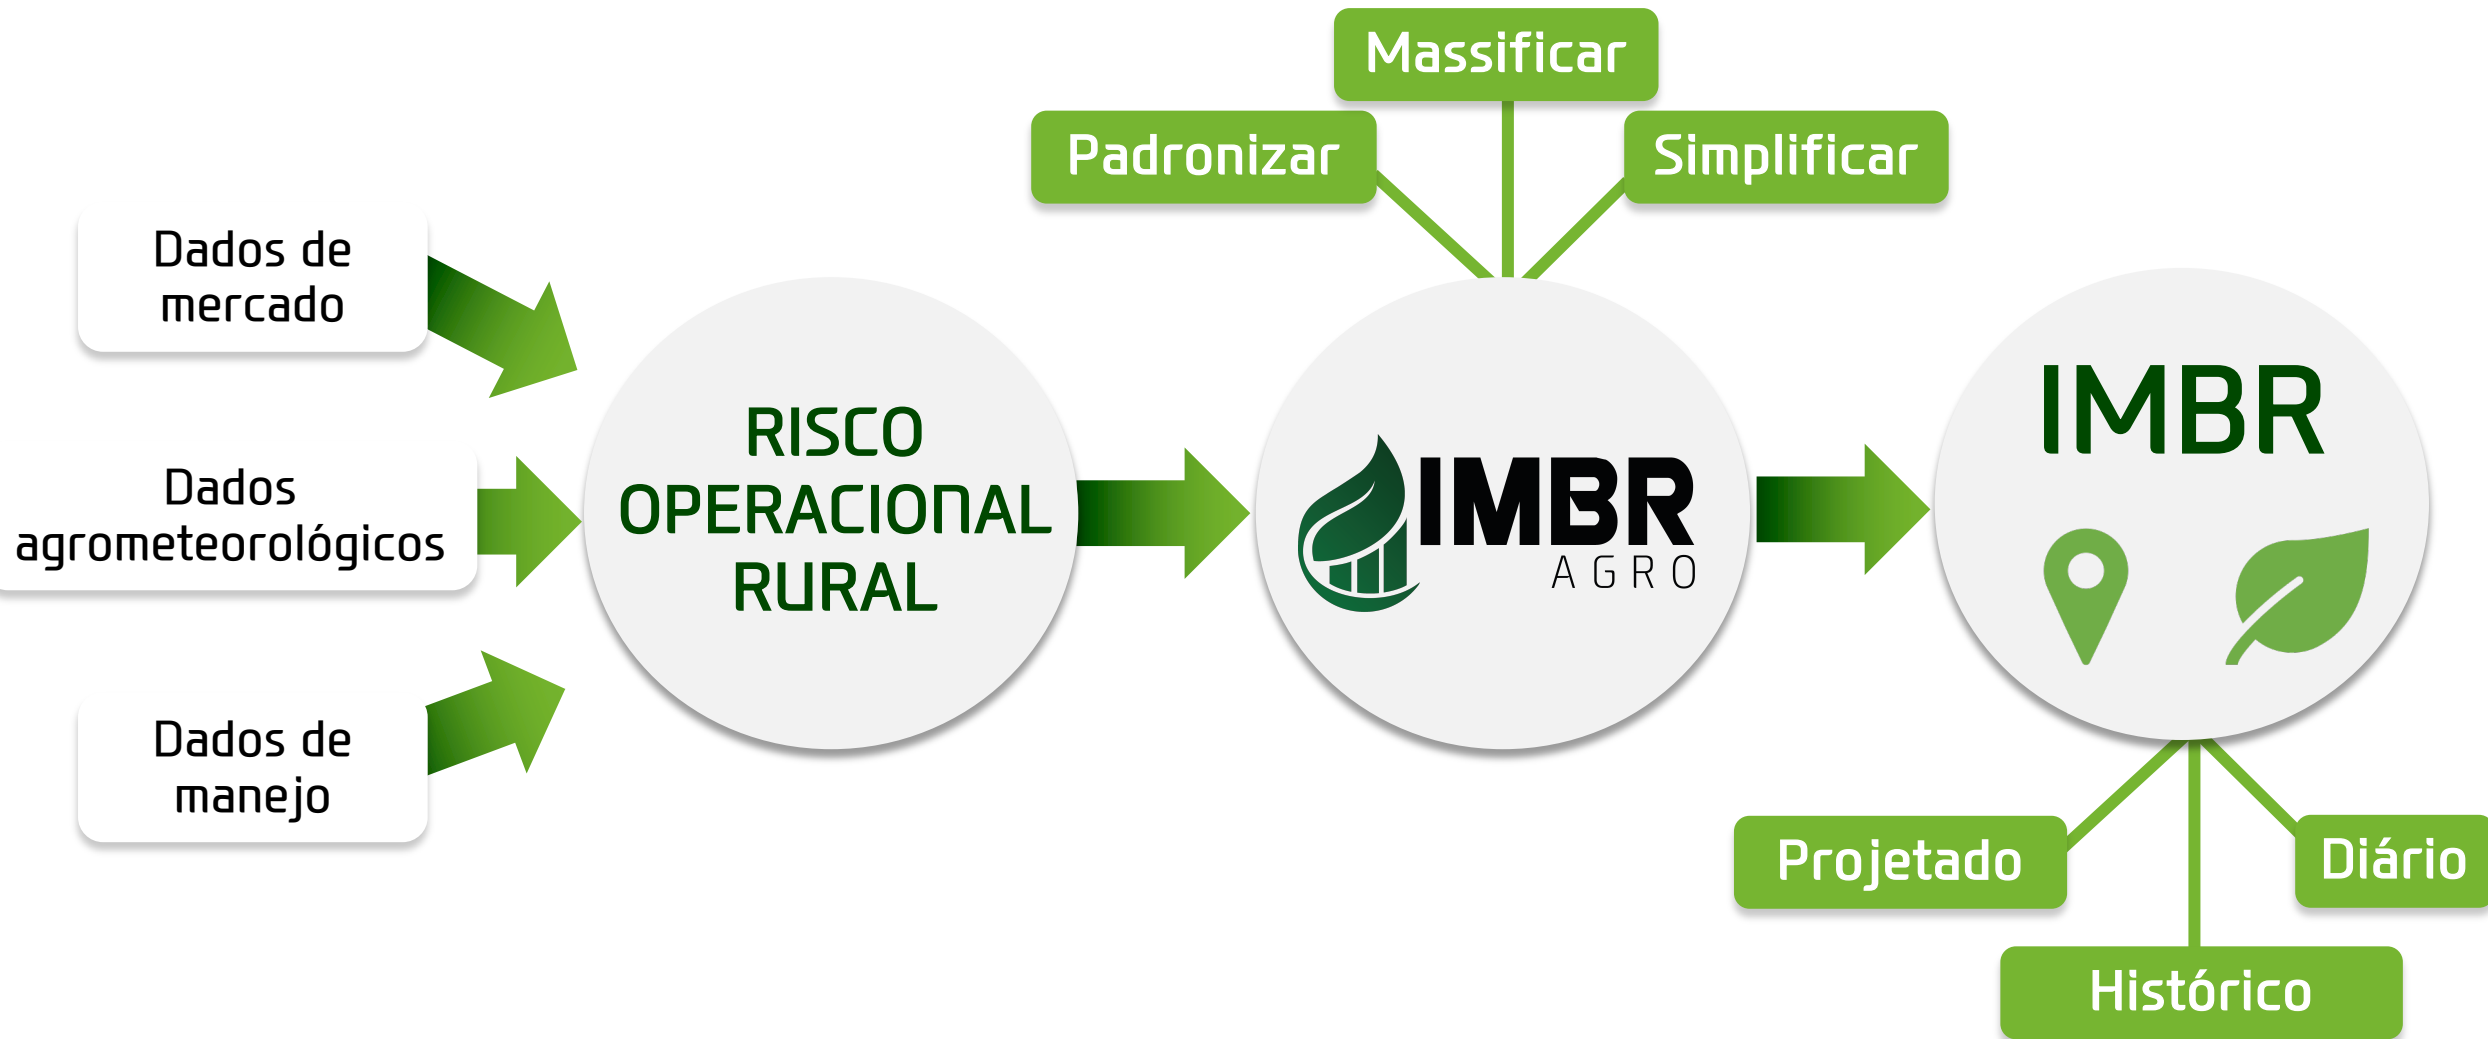 Massificar
Padronizar
Simplificar
Dados de
mercado
Dados
agrometeorológicos
Dados de
manejo
RISCO
OPERACIONAL
RURAL
IMBR
AGRO
IMBR
Projetado
Diário
Histórico